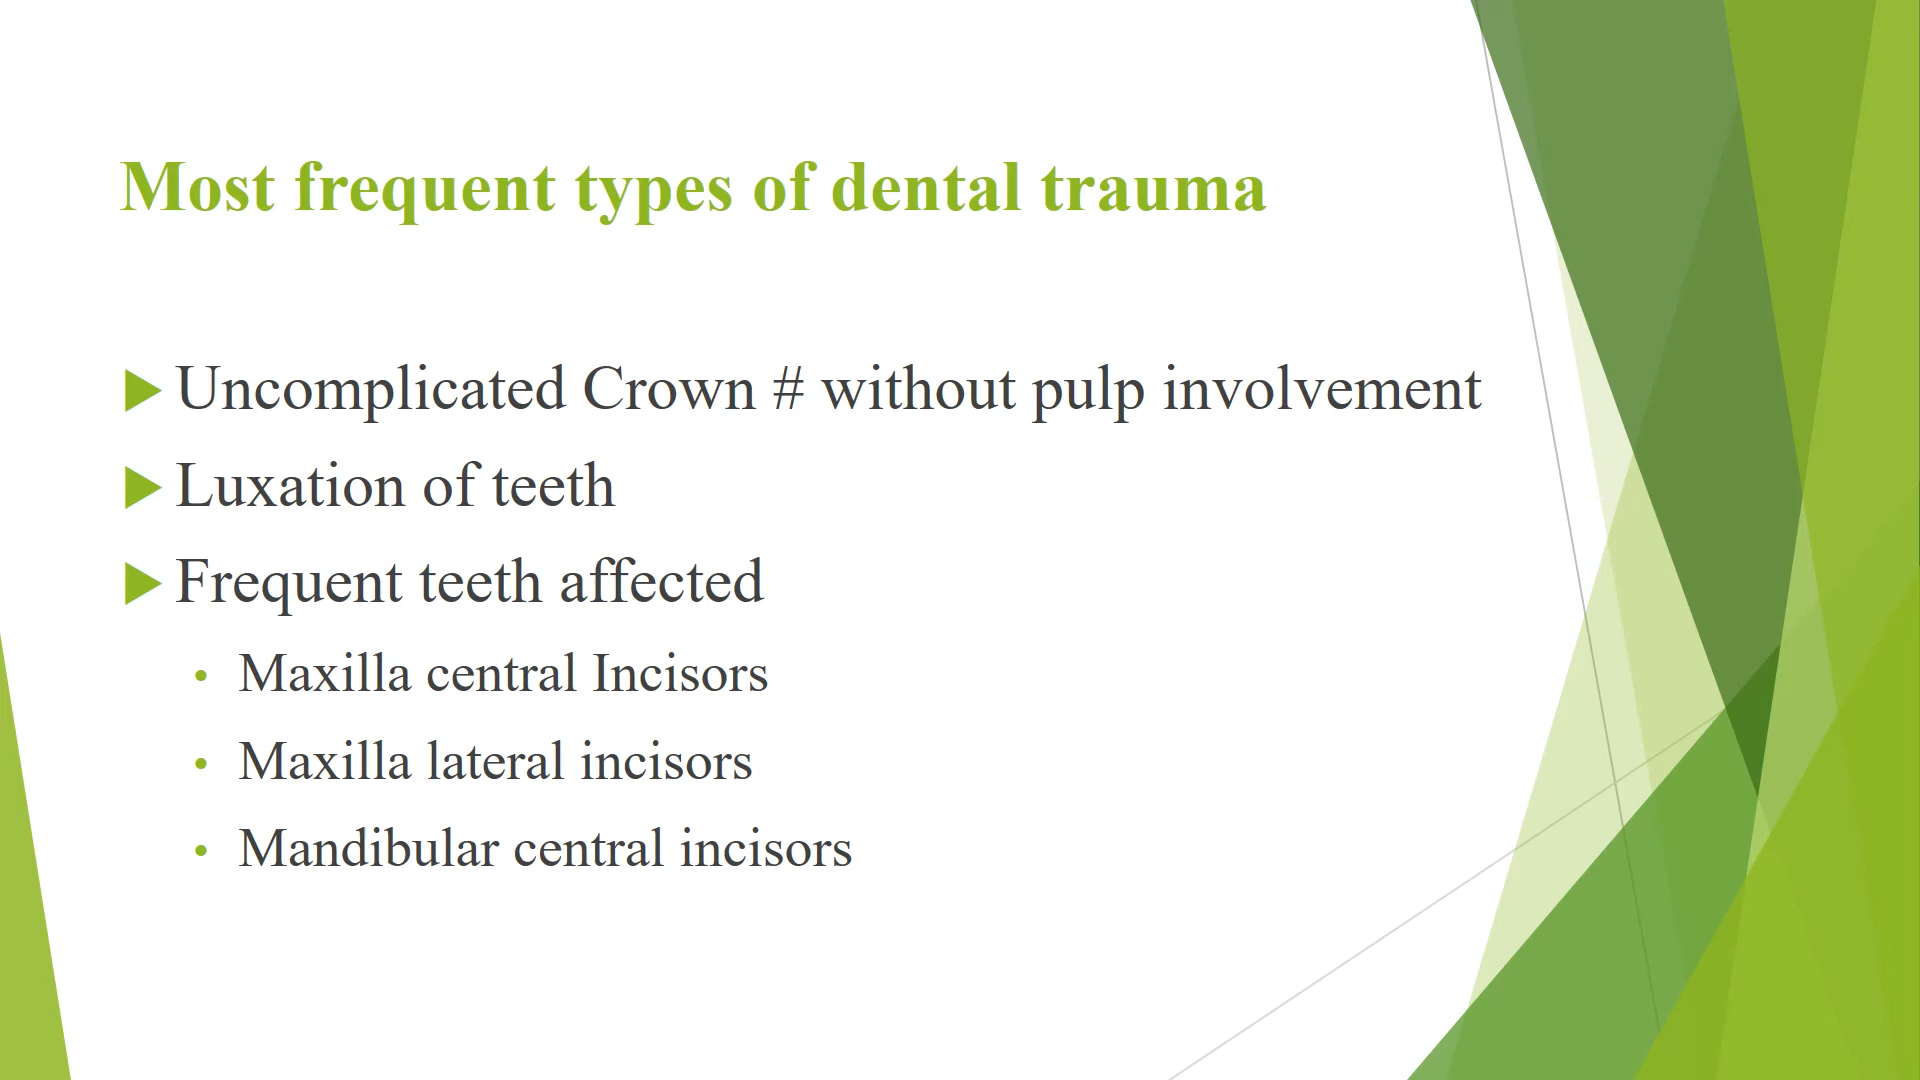 Most frequent types of dental trauma
Uncomplicated Crown # without pulp involvement
Luxation of teeth
Frequent teeth affected
Maxilla central Incisors
Maxilla lateral incisors
Mandibular central incisors